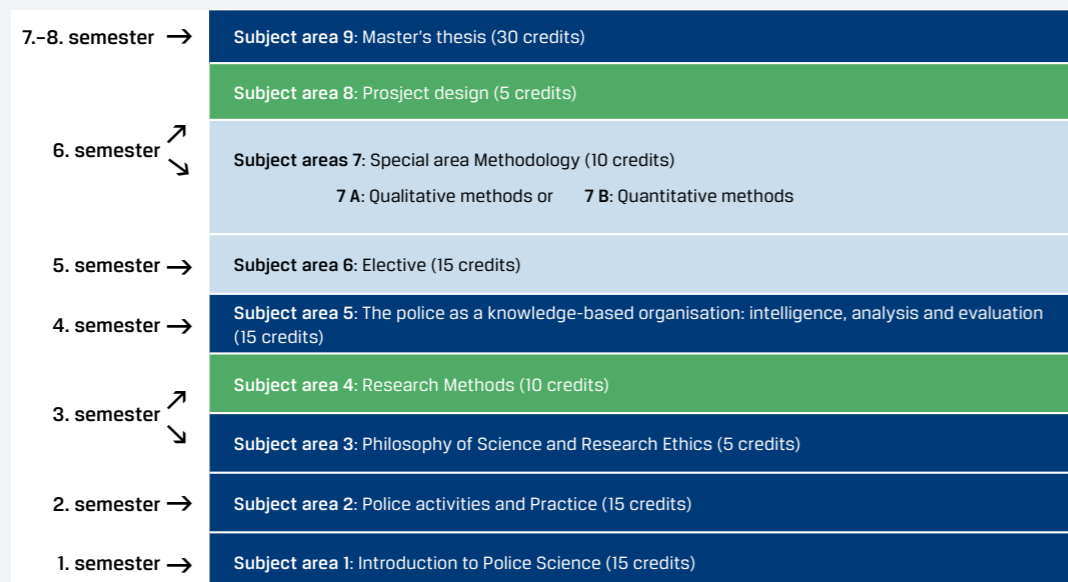 7.–8. semester →
Subject area 9: Master's thesis (30 credits)
Subject area 8: Prosject design (5 credits)
6. semester ↗ ↘
Subject areas 7: Special area Methodology (10 credits)
7 A: Qualitative methods or 7 B: Quantitative methods
5. semester →
Subject area 6: Elective (15 credits)
4. semester →
Subject area 5: The police as a knowledge-based organisation: intelligence, analysis and evaluation
(15 credits)
Subject area 4: Research Methods (10 credits)
3. semester ↗ ↘
Subject area 3: Philosophy of Science and Research Ethics (5 credits)
2. semester →
Subject area 2: Police activities and Practice (15 credits)
1. semester →
Subject area 1: Introduction to Police Science (15 credits)